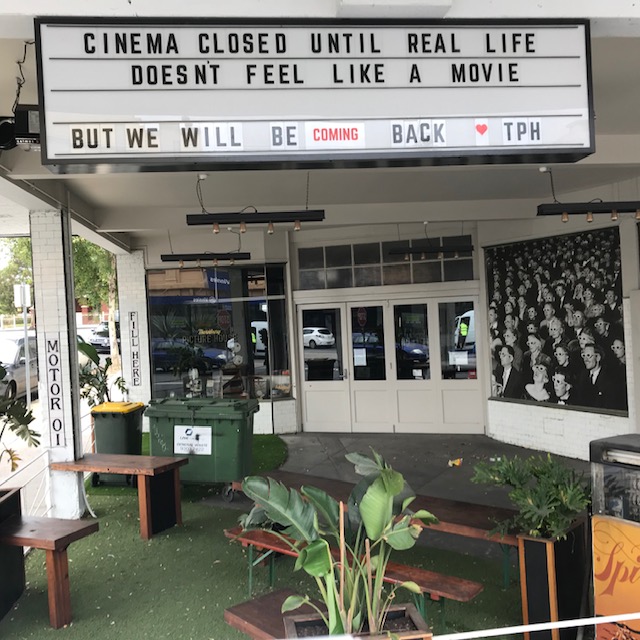 CINEMA CLOSED UNTIL REAL LIFE
DOESN'T FEEL LIKE A MOVIE
BUT WE WILL BE COMING BACK ♥ TPH
FILL HERE
MOTOR OI
Spi